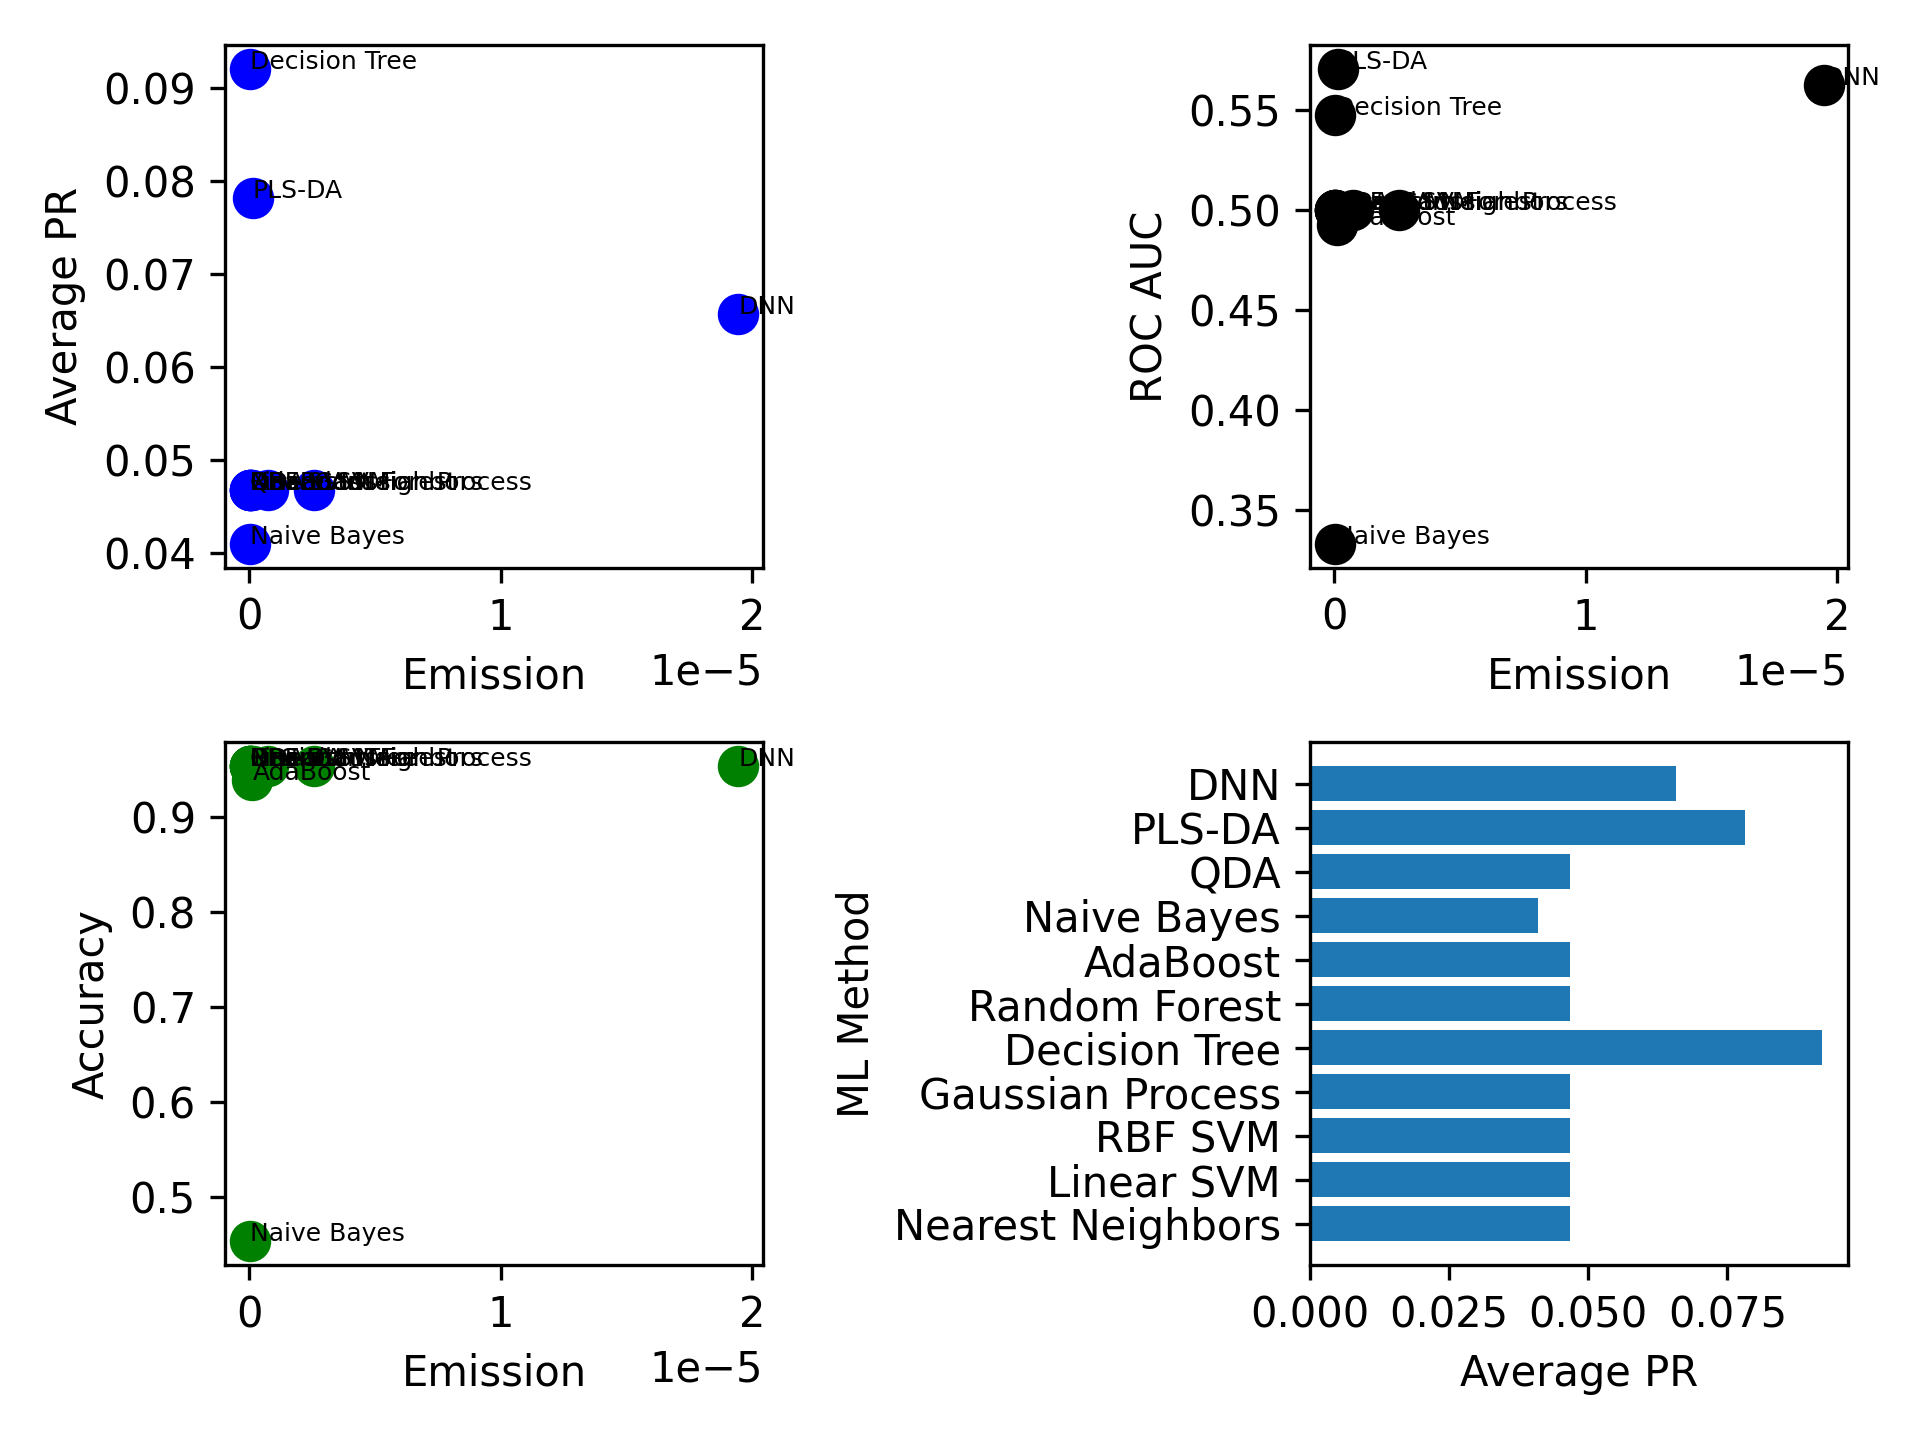 Decision Tree
PLS-DA
DNN
Process
Naive Bayes
0.09
0.08
0.07
0.06
0.05
0.04
Average PR
0
1
2
Emission
1e−5
LS-DA
NN
ecision Tree
Process
aive Bayes
0.55
0.50
0.45
0.40
0.35
ROC AUC
0
1
2
Emission
1e−5
Process
DNN
AdaBoost
Naive Bayes
0.9
0.8
0.7
0.6
0.5
Accuracy
0
1
2
Emission
1e−5
ML Method
DNN
PLS-DA
QDA
Naive Bayes
AdaBoost
Random Forest
Decision Tree
Gaussian Process
RBF SVM
Linear SVM
Nearest Neighbors
0.000
0.025
0.050
0.075
Average PR